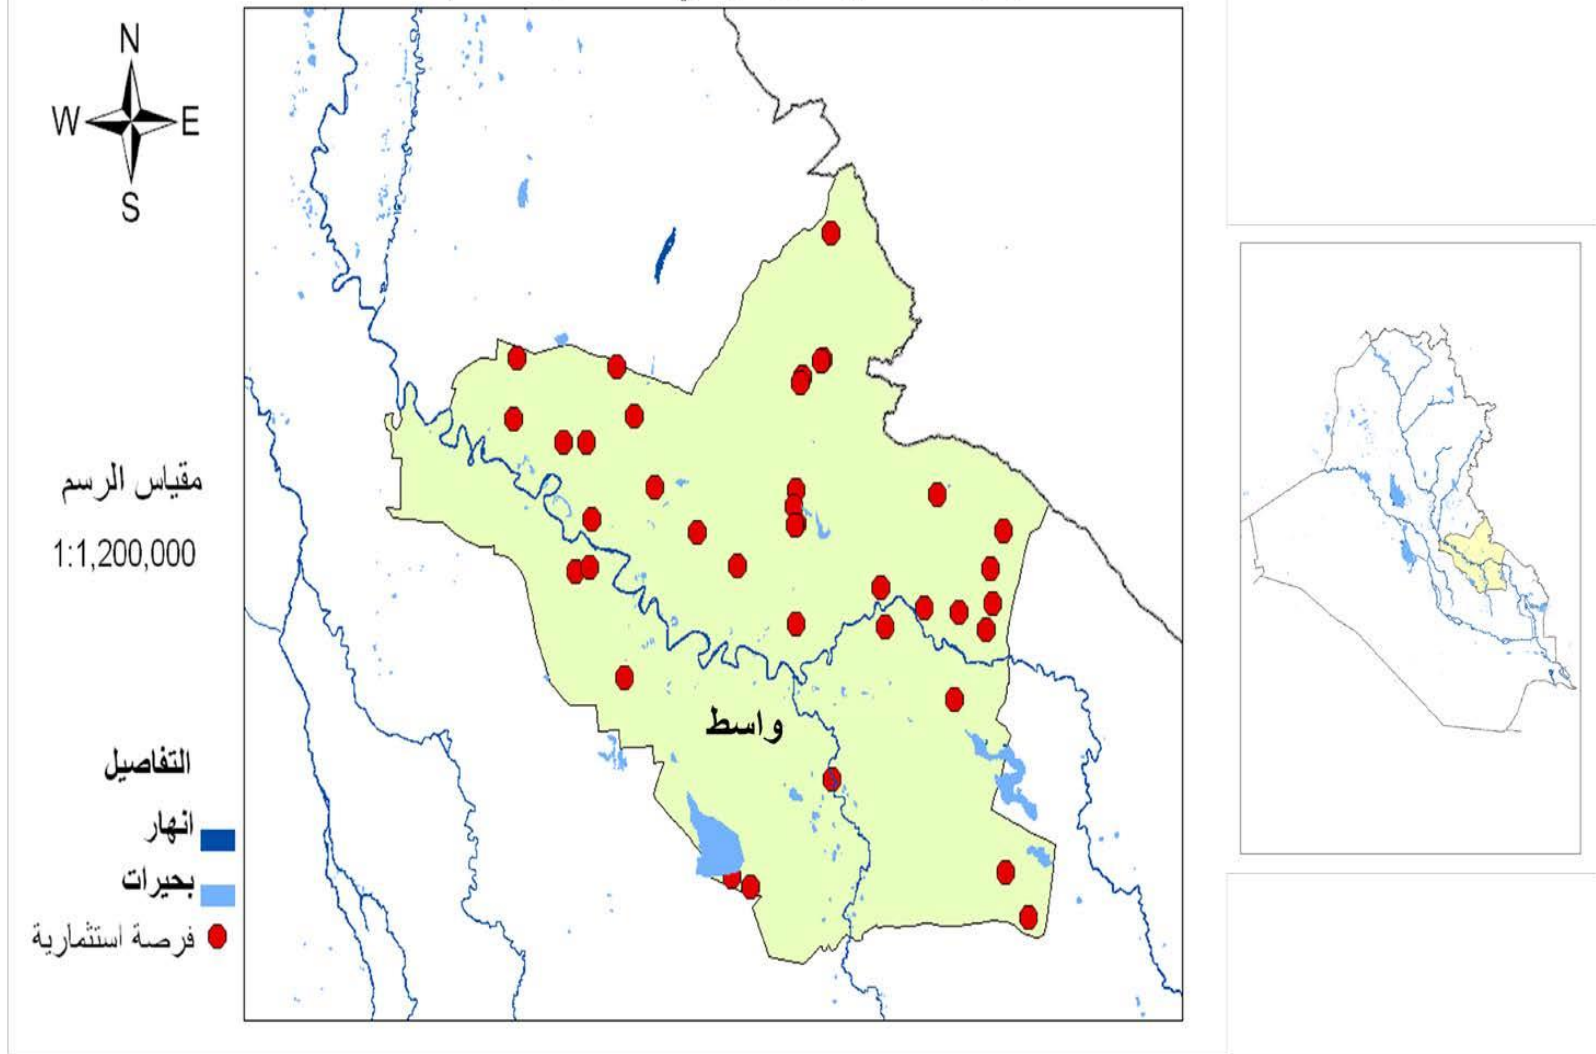 N
W E
S
مقياس الرسم
1:1,200,000
واسط
التفاصيل
انهار
بحيرات
فرصة استثمارية